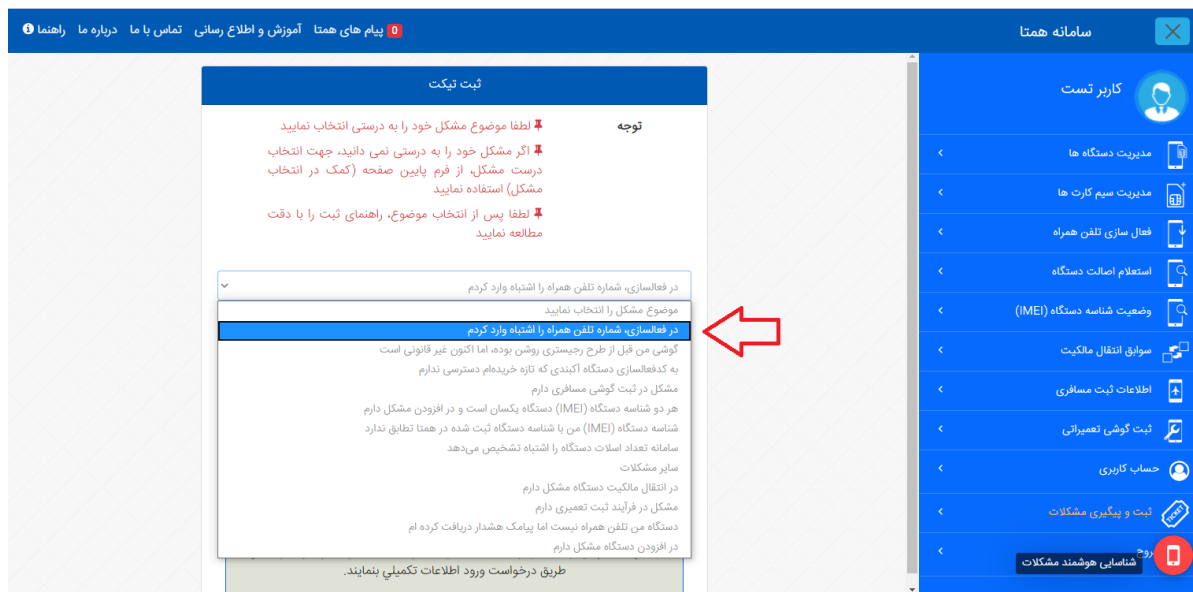 سامانه همتا
0 پیام های همتا آموزش و اطلاع رسانی تماس با ما درباره ما راهنما
کاربر تست
مدیریت دستگاه ها
مدیریت سیم کارت ها
فعال سازی تلفن همراه
استعلام اصالت دستگاه
وضعیت شناسه دستگاه (IMEI)
سوابق انتقال مالکیت
اطلاعات ثبت مسافری
ثبت گوشی تعمیراتی
حساب کاربری
ثبت و پیگیری مشکلات
TICKET
شناسایی هوشمند مشکلات
ثبت تیکت
توجه
لطفا موضوع مشکل خود را به درستی انتخاب نمایید
اگر مشکل خود را به درستی نمی دانید، جهت انتخاب
درست مشکل، از فرم پایین صفحه (کمک در انتخاب
مشکل) استفاده نمایید
لطفا پس از انتخاب موضوع، راهنمای ثبت را با دقت
مطالعه نمایید
در فعالسازی، شماره تلفن همراه را اشتباه وارد کردم
موضوع مشکل را انتخاب نمایید
در فعالسازی، شماره تلفن همراه را اشتباه وارد کردم
گوشی من قبل از طرح رجیستری روشن بوده، اما اکنون غیر قانونی است
به کدفعالسازی دستگاه آکبندی که تازه خریده‌ام دسترسی ندارم
مشکل در ثبت گوشی مسافری دارم
هر دو شناسه دستگاه (IMEI) دستگاه یکسان است و در افزودن مشکل دارم
شناسه دستگاه (IMEI) من با شناسه دستگاه ثبت شده در همتا تطابق ندارد
سامانه تعداد اسلات دستگاه را اشتباه تشخیص می‌دهد
سایر مشکلات
در انتقال مالکیت دستگاه مشکل دارم
مشکل در فرآیند ثبت تعمیری دارم
دستگاه من تلفن همراه نیست اما پیامک هشدار دریافت کرده ام
در افزودن دستگاه مشکل دارم
طریق درخواست ورود اطلاعات تکمیلي بنمایند.